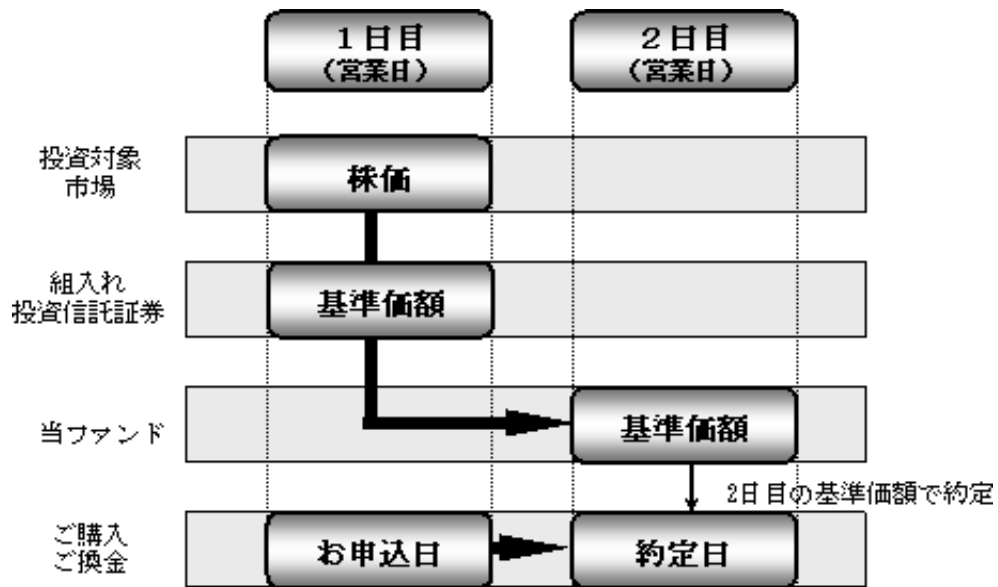 １日目
（営業日）
２日目
（営業日）
投資対象
市場
株価
組入れ
投資信託証券
基準価額
当ファンド
基準価額
2日目の基準価額で約定
ご購入
ご換金
お申込日
約定日